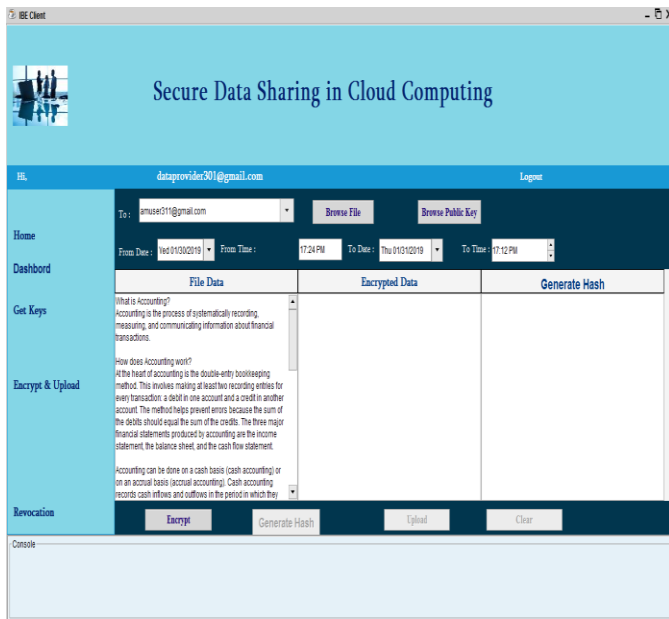 IBE Client
Secure Data Sharing in Cloud Computing
Hi, dataprovider301@gmail.com Logout
To : amuser311@gmail.com Browse File Browse Public Key
Home
From Date : Yed 01/30/2019 From Time : 17:24 PM To Date : Thu 01/31/2019 To Time : 17:12 PM
Dashbord
File Data Encrypted Data Generate Hash
Get Keys
What is Accounting?
Accounting is the process of systematically recording,
measuring, and communicating information about financial
transactions.
How does Accounting work?
At the heart of accounting is the double-entry bookkeeping
method. This involves making at least two recording entries for
every transaction: a debit in one account and a credit in another
account. The method helps prevent errors because the sum of
the debits should equal the sum of the credits. The three major
financial statements produced by accounting are the income
statement, the balance sheet, and the cash flow statement.
Accounting can be done on a cash basis (cash accounting) or
on an accrual basis (accrual accounting). Cash accounting
records cash inflows and outflows in the period in which they
Encrypt & Upload
Revocation
Encrypt Generate Hash Upload Clear
Console